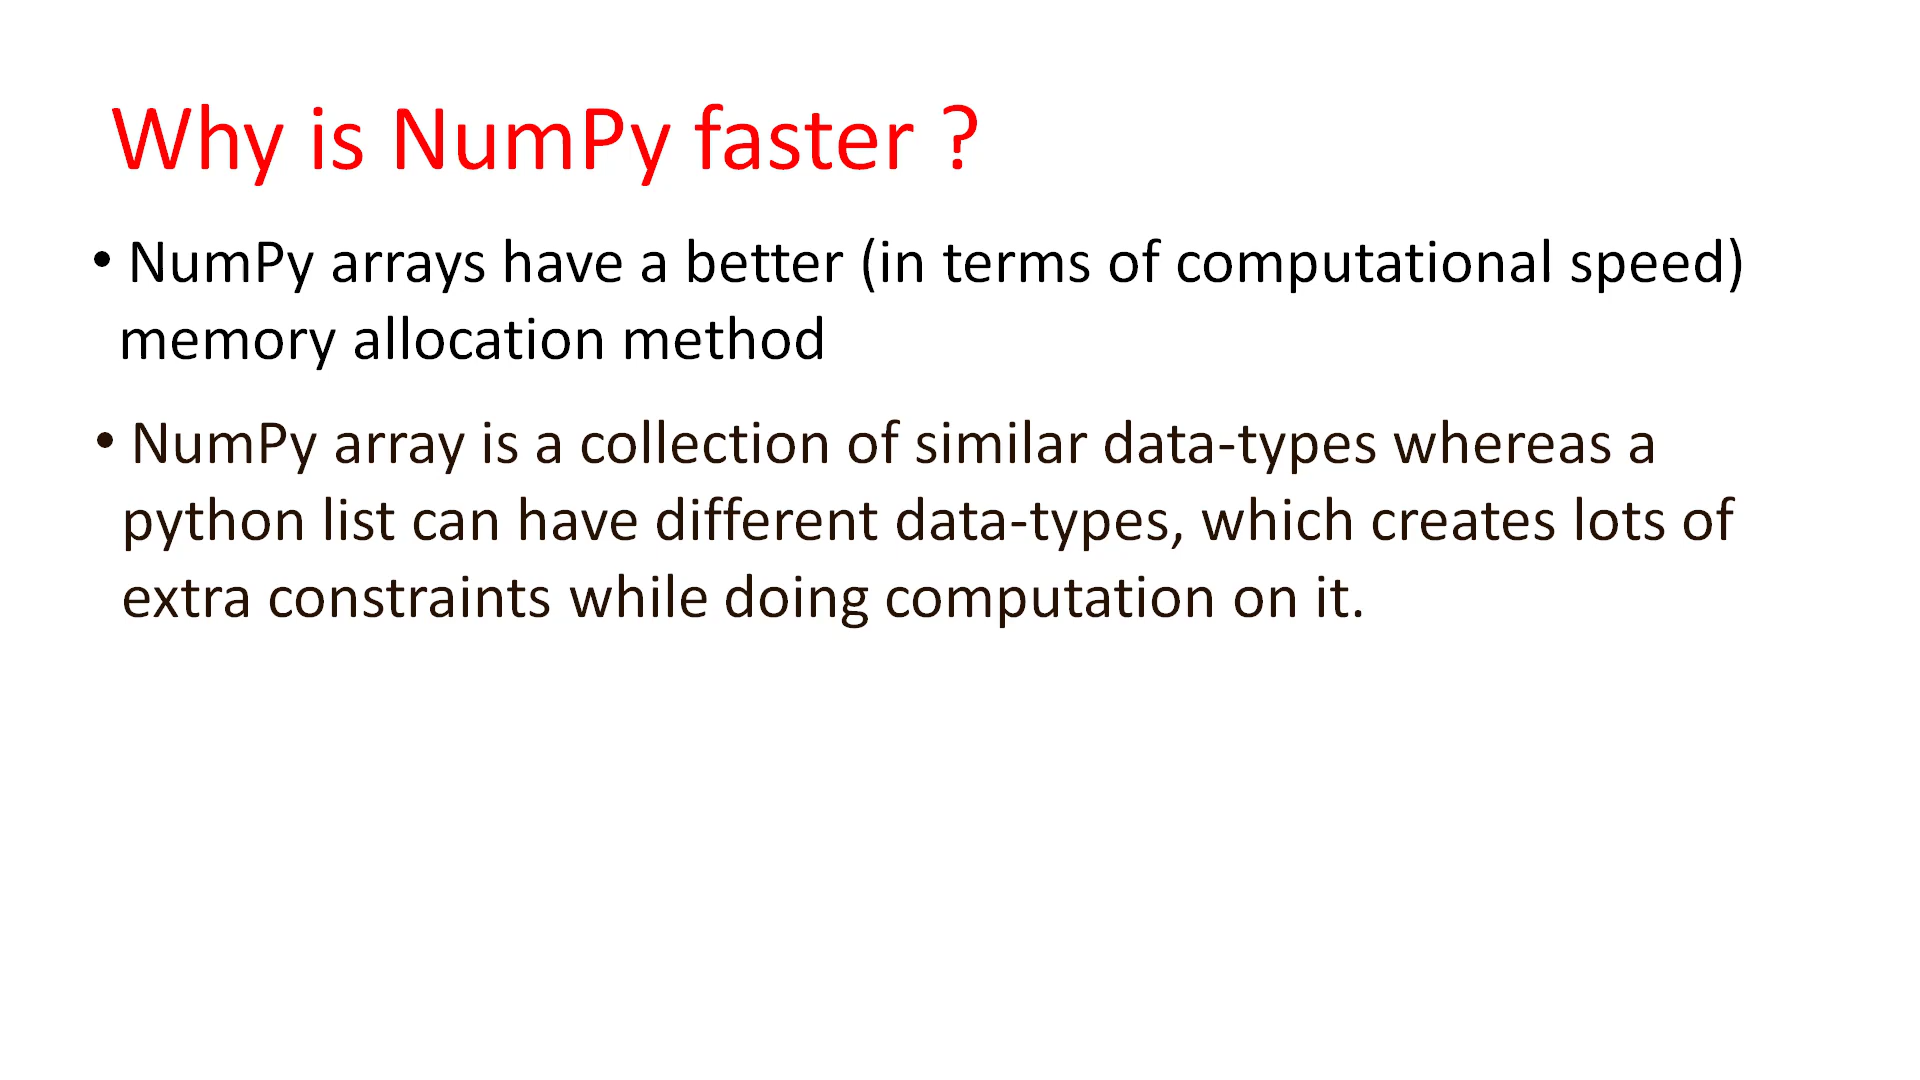 Why is NumPy faster ?
• NumPy arrays have a better (in terms of computational speed)
memory allocation method
• NumPy array is a collection of similar data-types whereas a
python list can have different data-types, which creates lots of
extra constraints while doing computation on it.